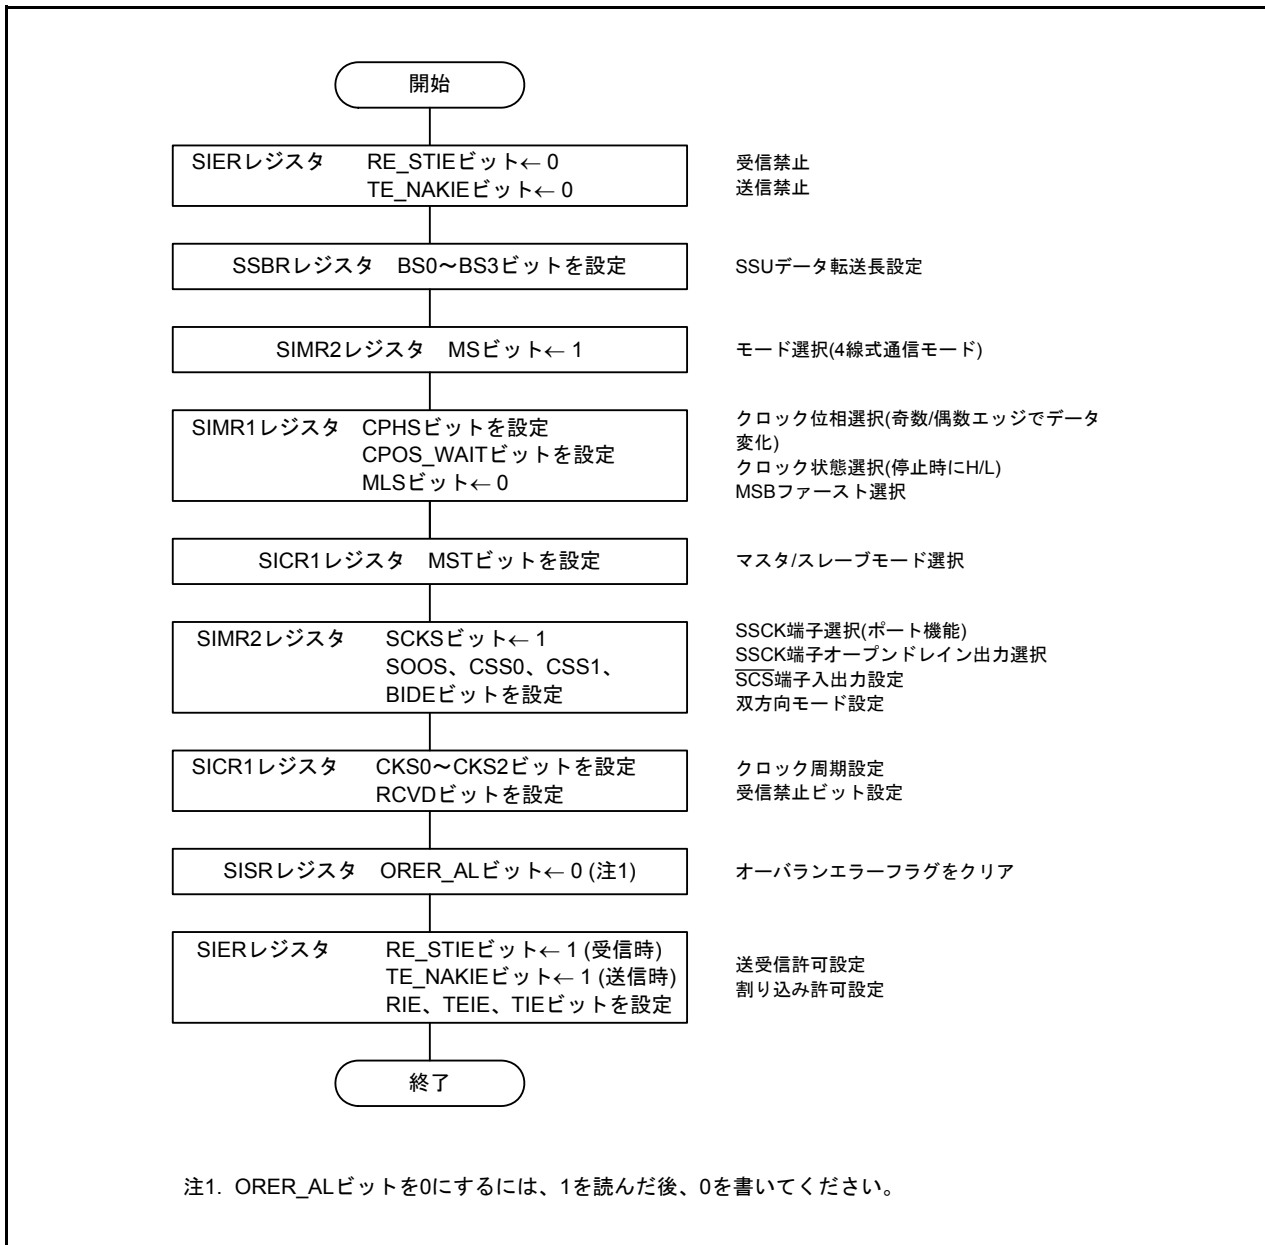 開始
SIERレジスタ RE_STIEビット← 0
TE_NAKIEビット← 0
受信禁止
送信禁止
SSBRレジスタ BS0～BS3ビットを設定
SSUデータ転送長設定
SIMR2レジスタ MSビット← 1
モード選択(4線式通信モード)
SIMR1レジスタ CPHSビットを設定
CPOS_WAITビットを設定
MLSビット← 0
クロック位相選択(奇数/偶数エッジでデータ
変化)
クロック状態選択(停止時にH/L)
MSBファースト選択
SICR1レジスタ MSTビットを設定
マスタ/スレーブモード選択
SIMR2レジスタ SCKSビット← 1
SOOS、CSS0、CSS1、
BIDEビットを設定
SSCK端子選択(ポート機能)
SSCK端子オープンドレイン出力選択
SCS端子入出力設定
双方向モード設定
SICR1レジスタ CKS0～CKS2ビットを設定
RCVDビットを設定
クロック周期設定
受信禁止ビット設定
SISRレジスタ ORER_ALビット← 0 (注1)
オーバランエラーフラグをクリア
SIERレジスタ RE_STIEビット← 1 (受信時)
TE_NAKIEビット← 1 (送信時)
RIE、TEIE、TIEビットを設定
送受信許可設定
割り込み許可設定
終了
注1. ORER_ALビットを0にするには、1を読んだ後、0を書いてください。